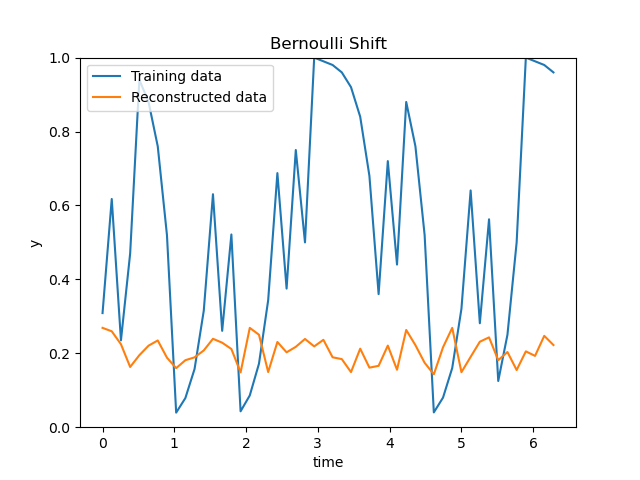 Bernoulli Shift
Training data
Reconstructed data
1.0
0.8
0.6
0.4
0.2
0.0
y
0 1 2 3 4 5 6
time